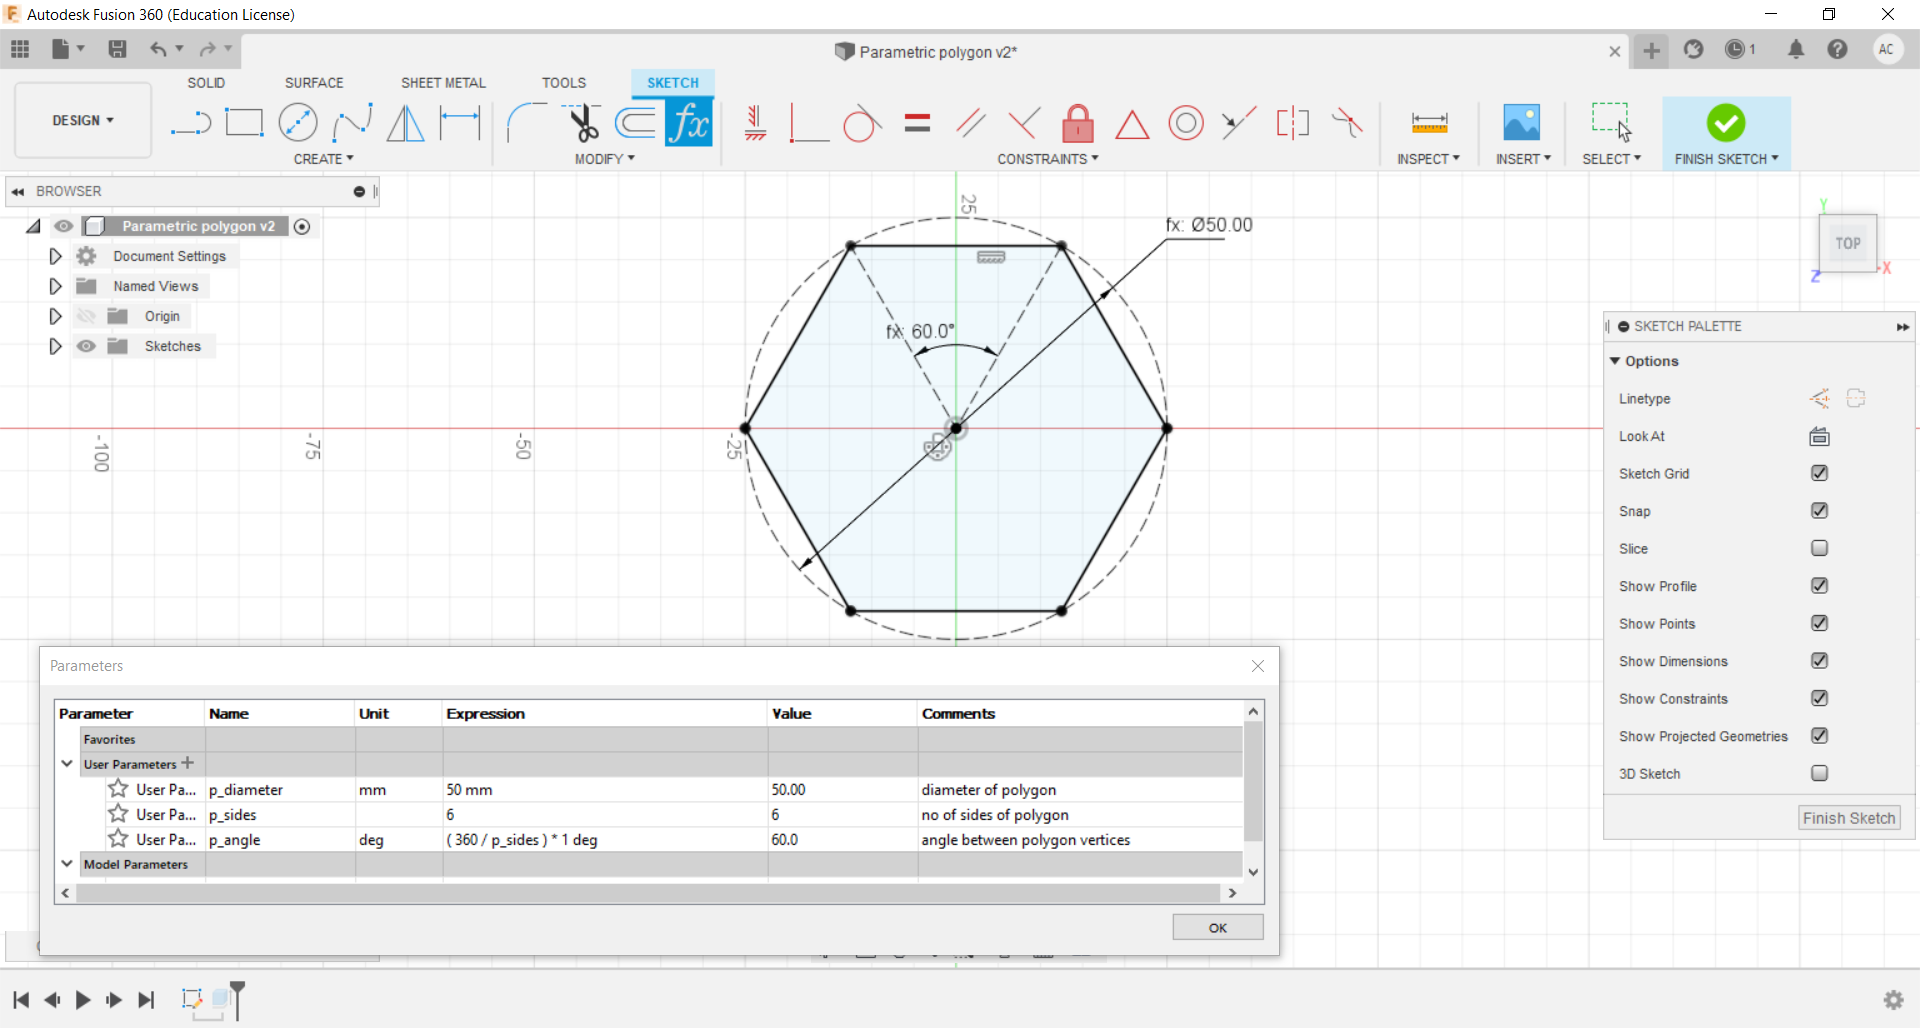 Autodesk Fusion 360 (Education License)
Parametric polygon v2*
1
AC
SOLID
SURFACE
SHEET METAL
TOOLS
SKETCH
DESIGN
fx
CREATE
MODIFY
CONSTRAINTS
INSPECT
INSERT
SELECT
FINISH SKETCH
BROWSER
Parametric polygon v2
Document Settings
Named Views
Origin
Sketches
25
fx: Ø50.00
fx: 60.0°
-100
-75
-50
-25
Y
TOP
Z
X
SKETCH PALETTE
Options
Linetype
Look At
Sketch Grid
Snap
Slice
Show Profile
Show Points
Show Dimensions
Show Constraints
Show Projected Geometries
3D Sketch
Finish Sketch
Parameters
Parameter Name Unit Expression Value Comments
Favorites
User Parameters
User Pa... p_diameter mm 50 mm 50.00 diameter of polygon
User Pa... p_sides 6 6 no of sides of polygon
User Pa... p_angle deg ( 360 / p_sides ) * 1 deg 60.0 angle between polygon vertices
Model Parameters
OK